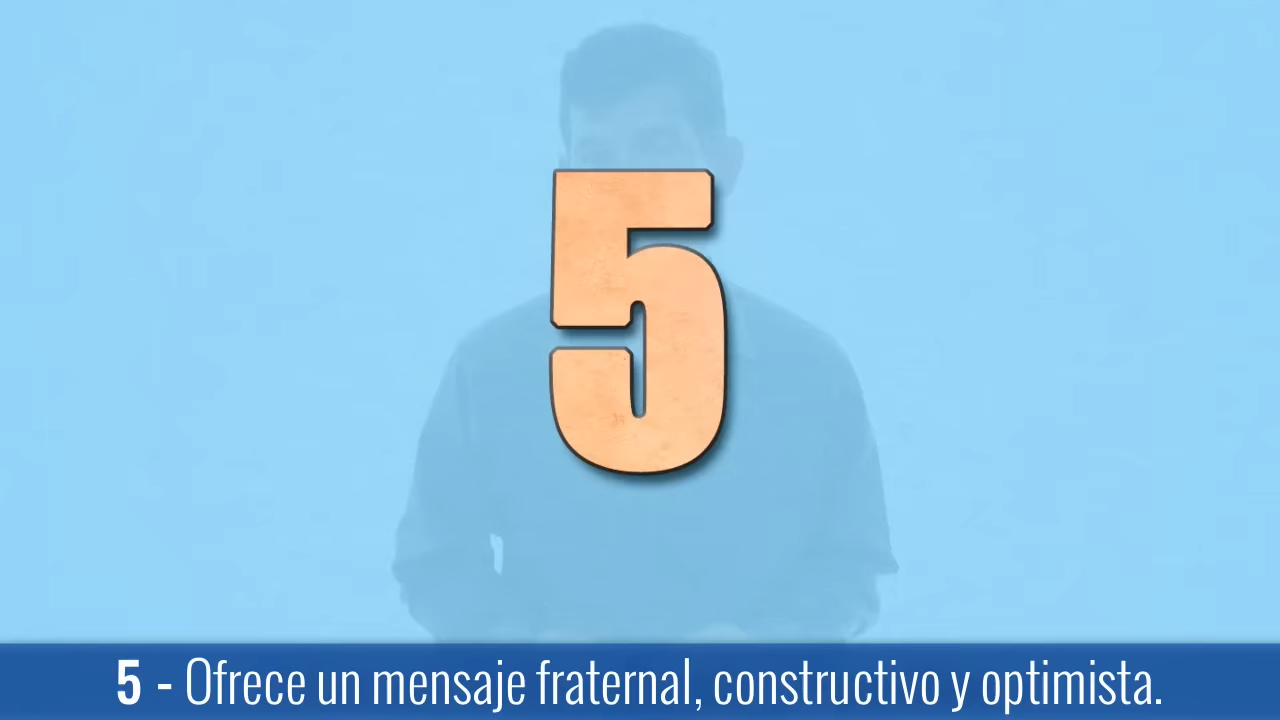 5
5 - Ofrece un mensaje fraternal, constructivo y optimista.